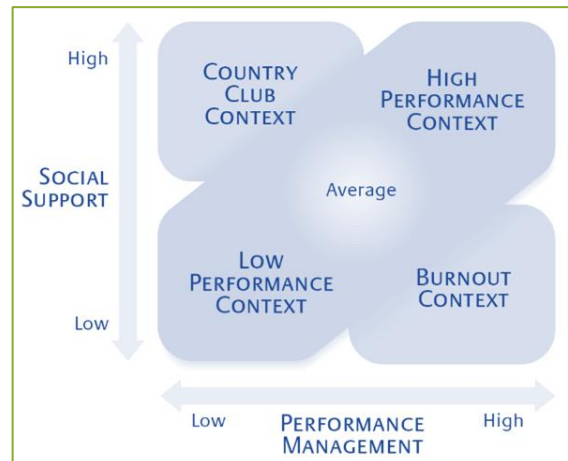 High
SOCIAL
SUPPORT
Low
COUNTRY
CLUB
CONTEXT
HIGH
PERFORMANCE
CONTEXT
Average
LOW
PERFORMANCE
CONTEXT
BURNOUT
CONTEXT
Low
PERFORMANCE
MANAGEMENT
High